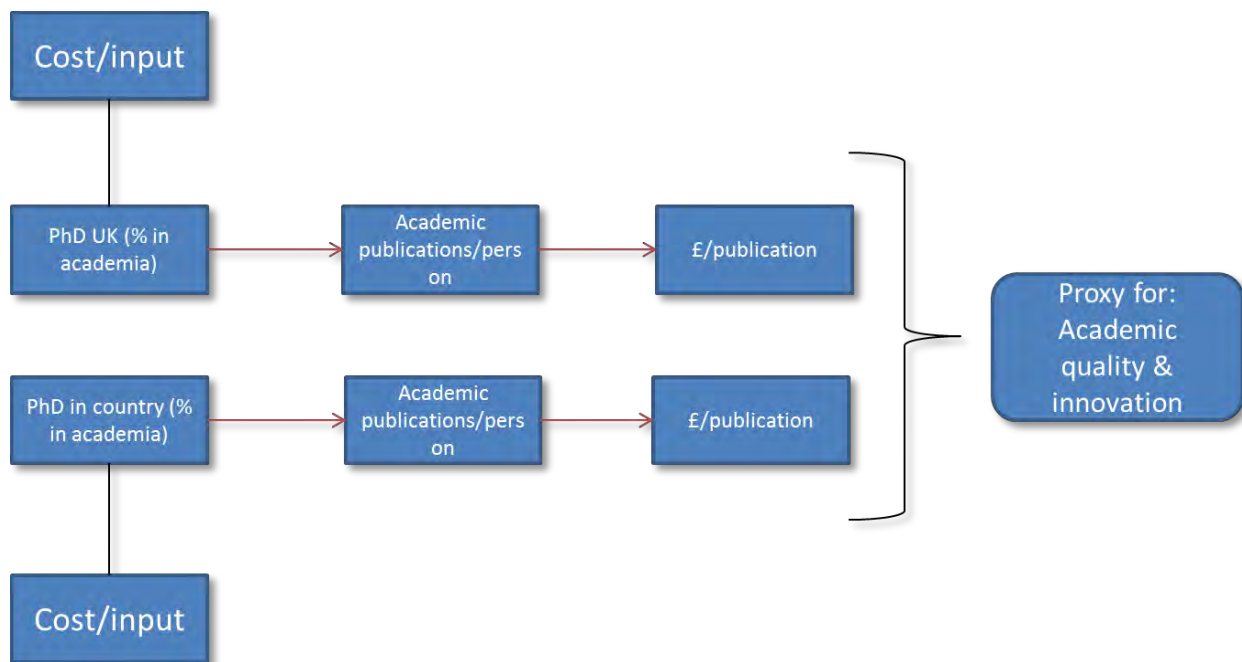 Cost/input
PhD UK (% in
academia)
Academic
publications/pers
on
£/publication
Proxy for:
Academic
quality &
innovation
PhD in country (%
in academia)
Academic
publications/pers
on
£/publication
Cost/input